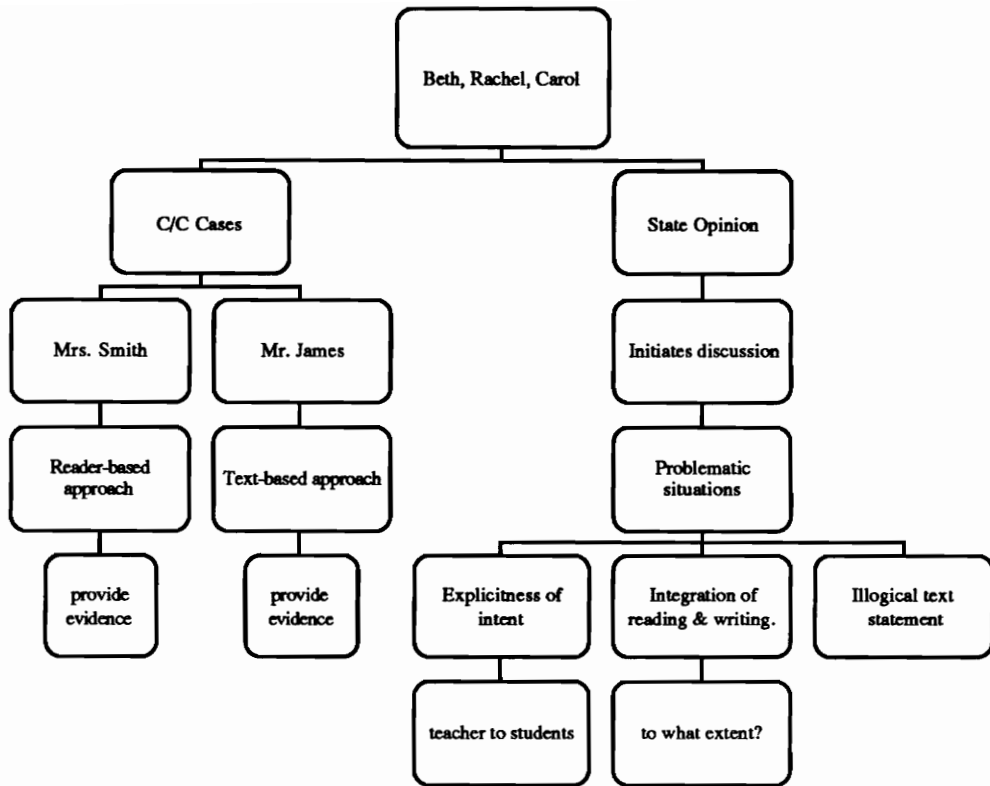 Beth, Rachel, Carol
C/C Cases
State Opinion
Mrs. Smith
Mr. James
Initiates discussion
Reader-based
approach
Text-based approach
Problematic
situations
provide
evidence
provide
evidence
Explicitness of
intent
Integration of
reading & writing.
Illogical text
statement
teacher to students
to what extent?